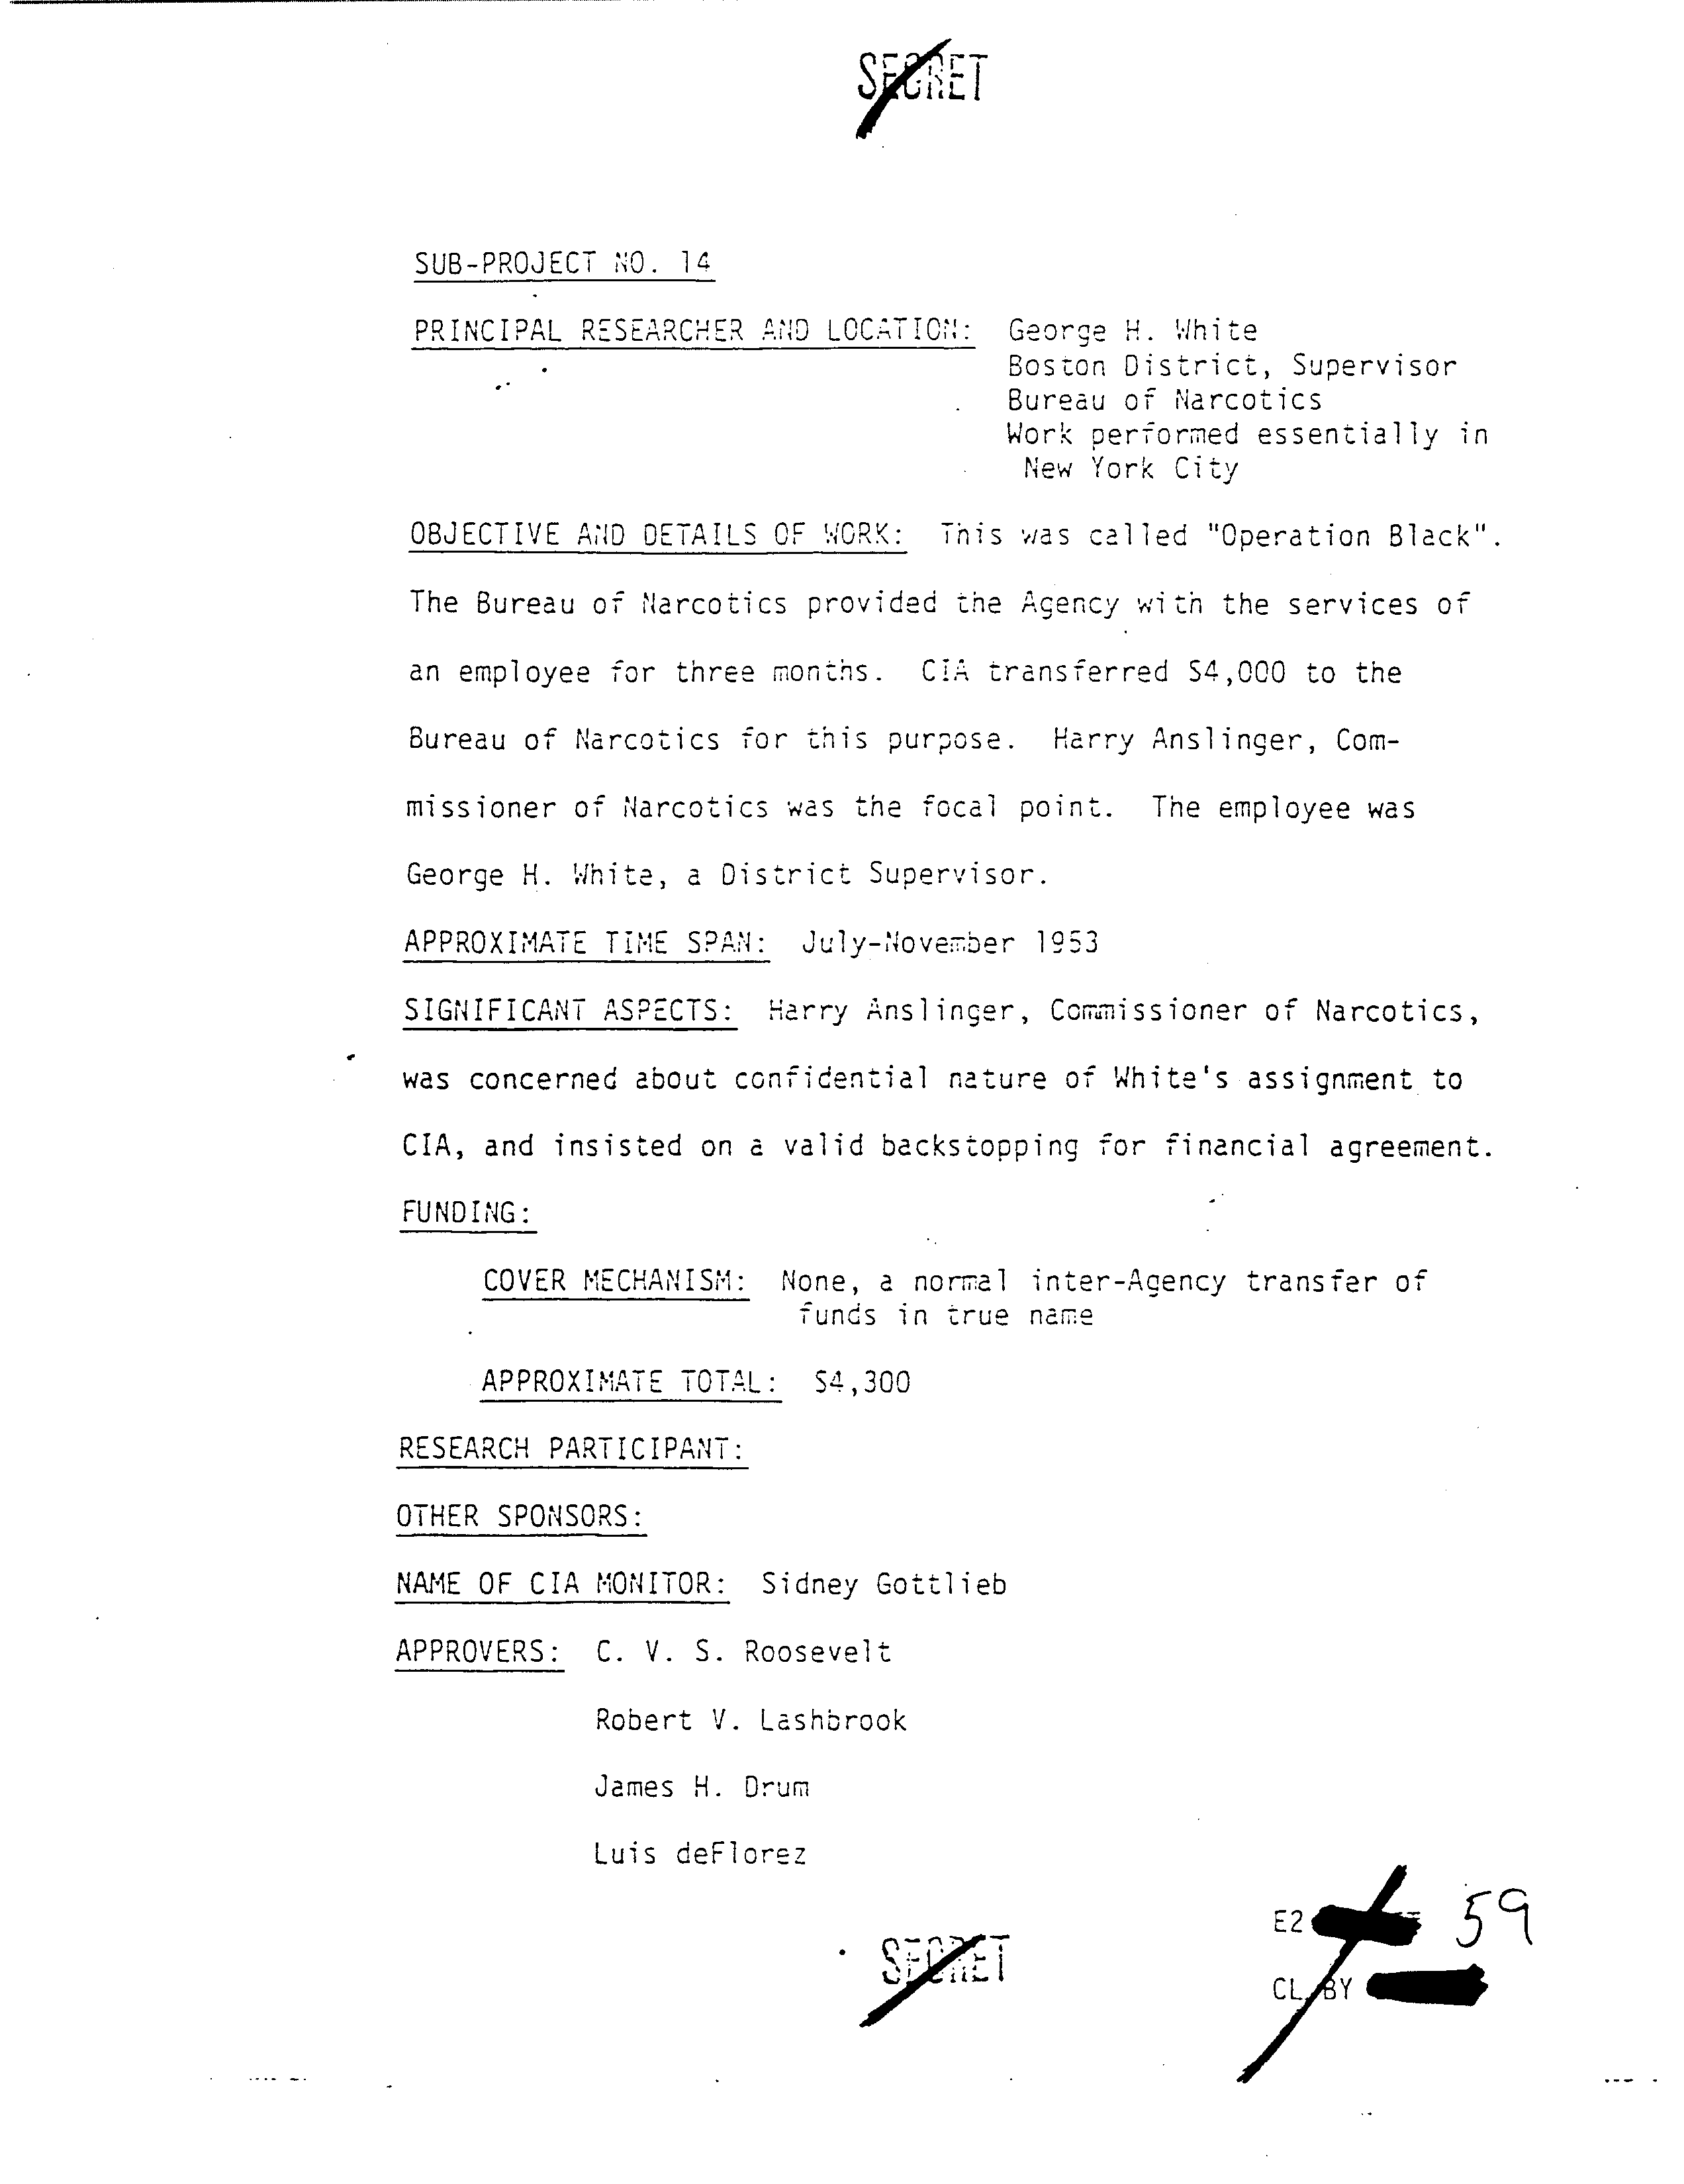 SECRET
SUB-PROJECT NO. 14
PRINCIPAL RESEARCHER AND LOCATION: George H. White
Boston District, Supervisor
Bureau of Narcotics
Work performed essentially in
New York City
OBJECTIVE AND DETAILS OF WORK: This was called "Operation Black".
The Bureau of Narcotics provided the Agency with the services of
an employee for three months. CIA transferred $4,000 to the
Bureau of Narcotics for this purpose. Harry Anslinger, Com-
missioner of Narcotics was the focal point. The employee was
George H. White, a District Supervisor.
APPROXIMATE TIME SPAN: July-November 1953
SIGNIFICANT ASPECTS: Harry Anslinger, Commissioner of Narcotics,
was concerned about confidential nature of White's assignment to
CIA, and insisted on a valid backstopping for financial agreement.
FUNDING:
COVER MECHANISM: None, a normal inter-Agency transfer of
funds in true name
APPROXIMATE TOTAL: $4,300
RESEARCH PARTICIPANT:
OTHER SPONSORS:
NAME OF CIA MONITOR: Sidney Gottlieb
APPROVERS: C. V. S. Roosevelt
Robert V. Lashbrook
James H. Drum
Luis deFlorez
E2 59
SECRET
CL BY